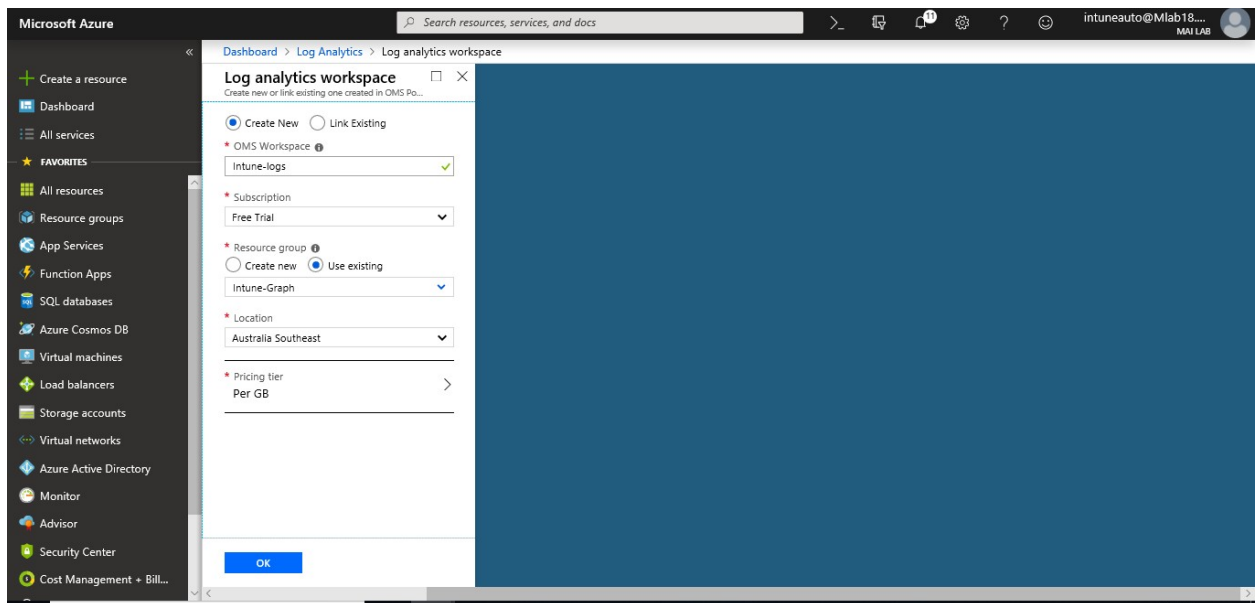 Microsoft Azure
Search resources, services, and docs
11
intuneauto@Mlab18....
MAI LAB
Dashboard > Log Analytics > Log analytics workspace
Create a resource
Dashboard
All services
FAVORITES
All resources
Resource groups
App Services
Function Apps
SQL databases
Azure Cosmos DB
Virtual machines
Load balancers
Storage accounts
Virtual networks
Azure Active Directory
Monitor
Advisor
Security Center
Cost Management + Bill...
Log analytics workspace
Create new or link existing one created in OMS Po...
Create New Link Existing
* OMS Workspace
Intune-logs
* Subscription
Free Trial
* Resource group
Create new Use existing
Intune-Graph
* Location
Australia Southeast
* Pricing tier
Per GB
OK